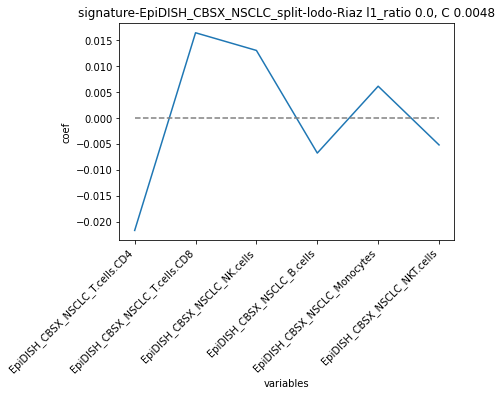 signature-EpiDISH_CBSX_NSCLC_split-lodo-Riaz l1_ratio 0.0, C 0.0048
0.015
0.010
0.005
0.000
−0.005
−0.010
−0.015
−0.020
coef
EpiDISH_CBSX_NSCLC_T.cells.CD4
EpiDISH_CBSX_NSCLC_T.cells.CD8
EpiDISH_CBSX_NSCLC_NK.cells
EpiDISH_CBSX_NSCLC_B.cells
EpiDISH_CBSX_NSCLC_Monocytes
EpiDISH_CBSX_NSCLC_NKT.cells
variables